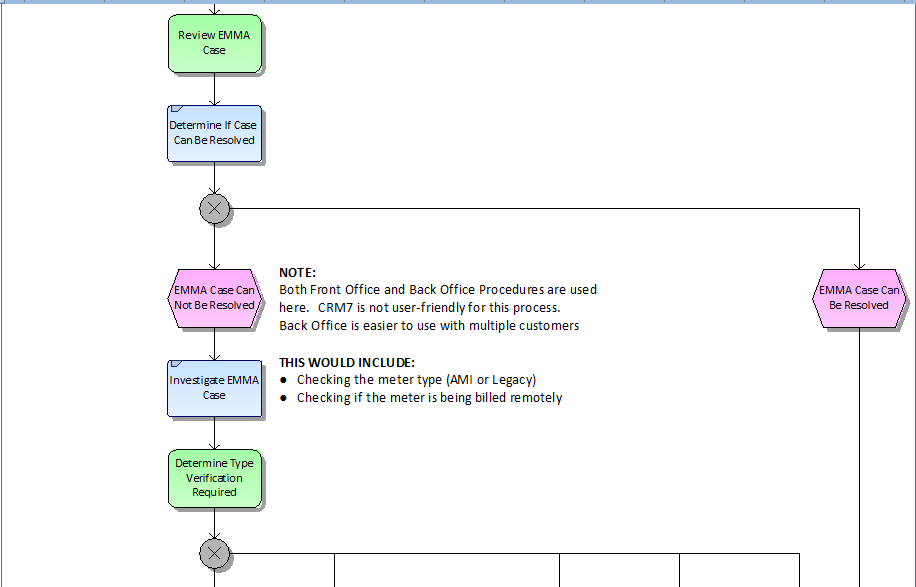 Review EMMA
Case
Determine If Case
Can Be Resolved
EMMA Case Can
Not Be Resolved
NOTE:
Both Front Office and Back Office Procedures are used
here. CRM7 is not user-friendly for this process.
Back Office is easier to use with multiple customers
EMMA Case Can
Be Resolved
Investigate EMMA
Case
THIS WOULD INCLUDE:
● Checking the meter type (AMI or Legacy)
● Checking if the meter is being billed remotely
Determine Type
Verification
Required